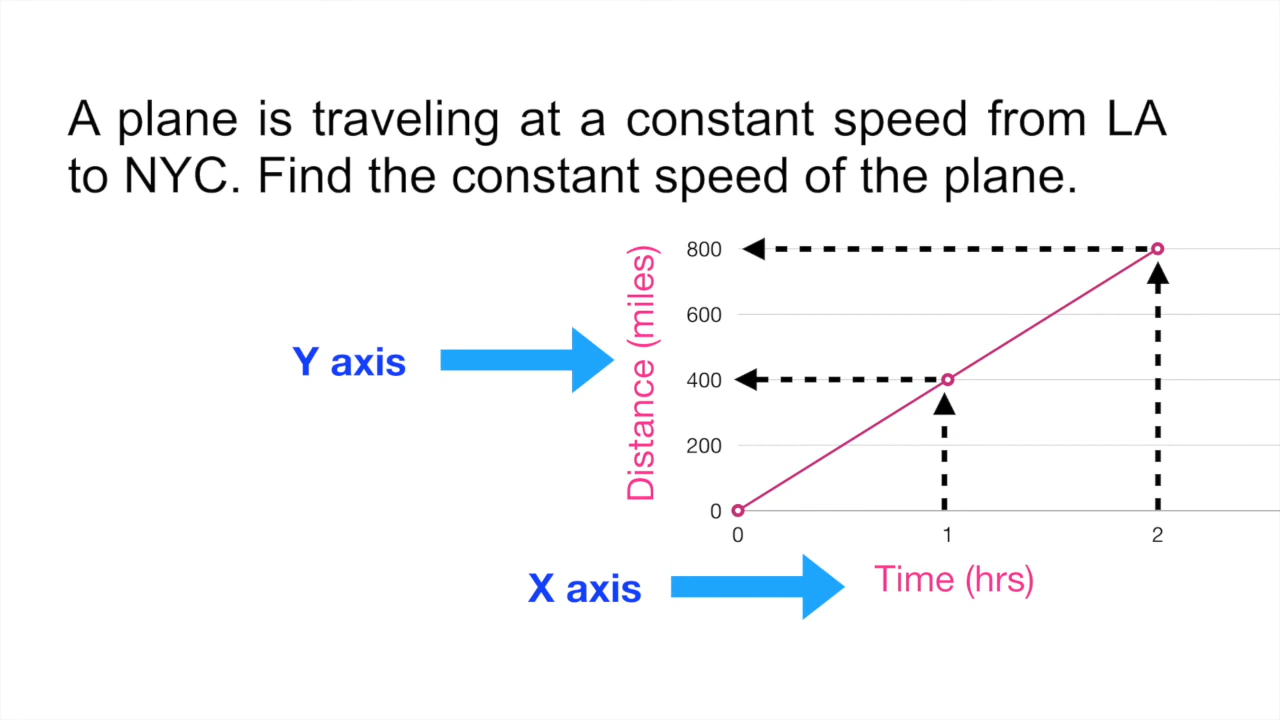 A plane is traveling at a constant speed from LA
to NYC. Find the constant speed of the plane.
Y axis
Distance (miles)
800
600
400
200
0
0 1 2
X axis
Time (hrs)